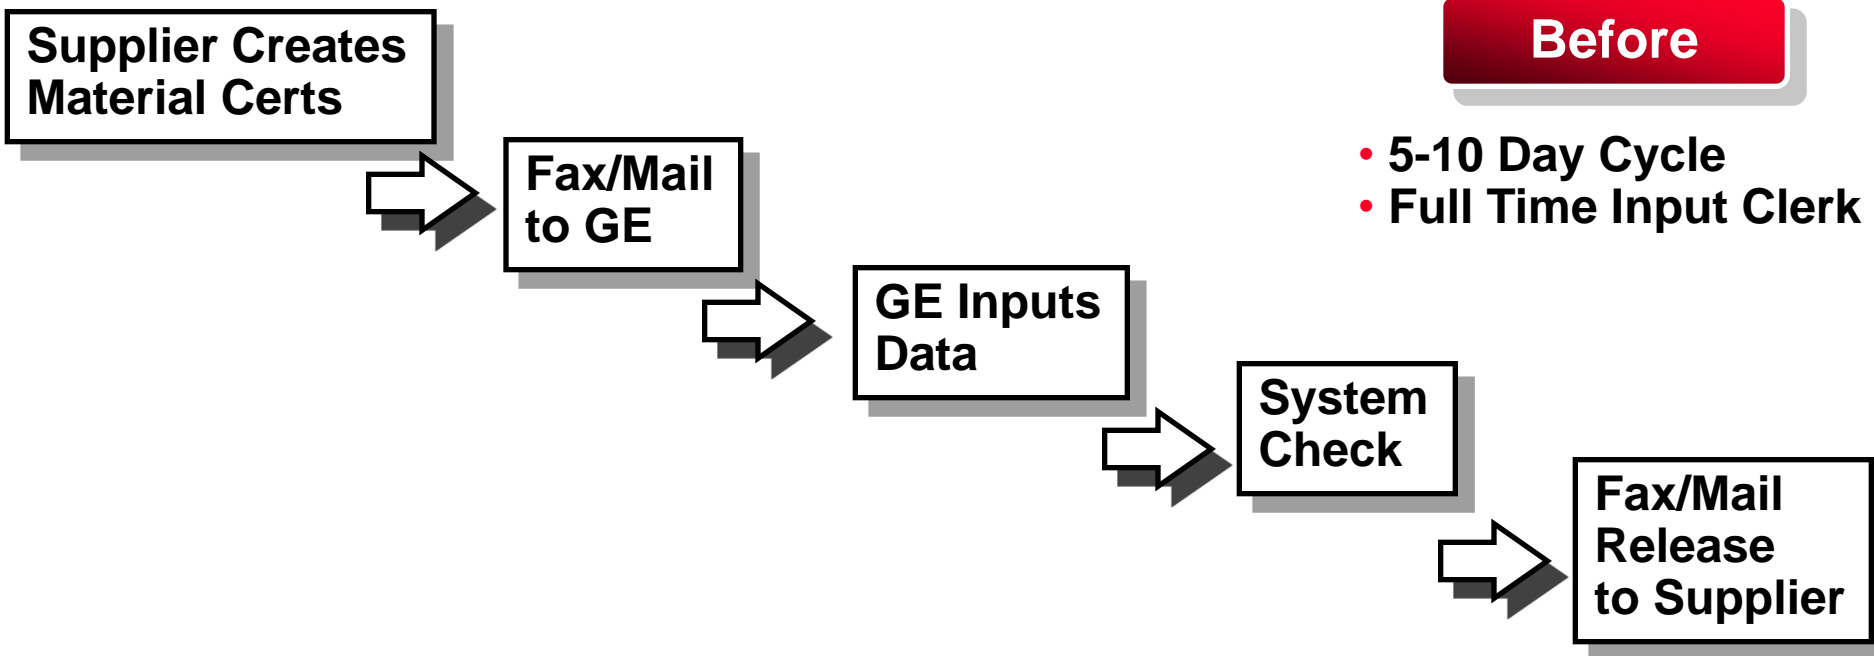 Supplier Creates
Material Certs
Before
• 5-10 Day Cycle
• Full Time Input Clerk
Fax/Mail
to GE
GE Inputs
Data
System
Check
Fax/Mail
Release
to Supplier